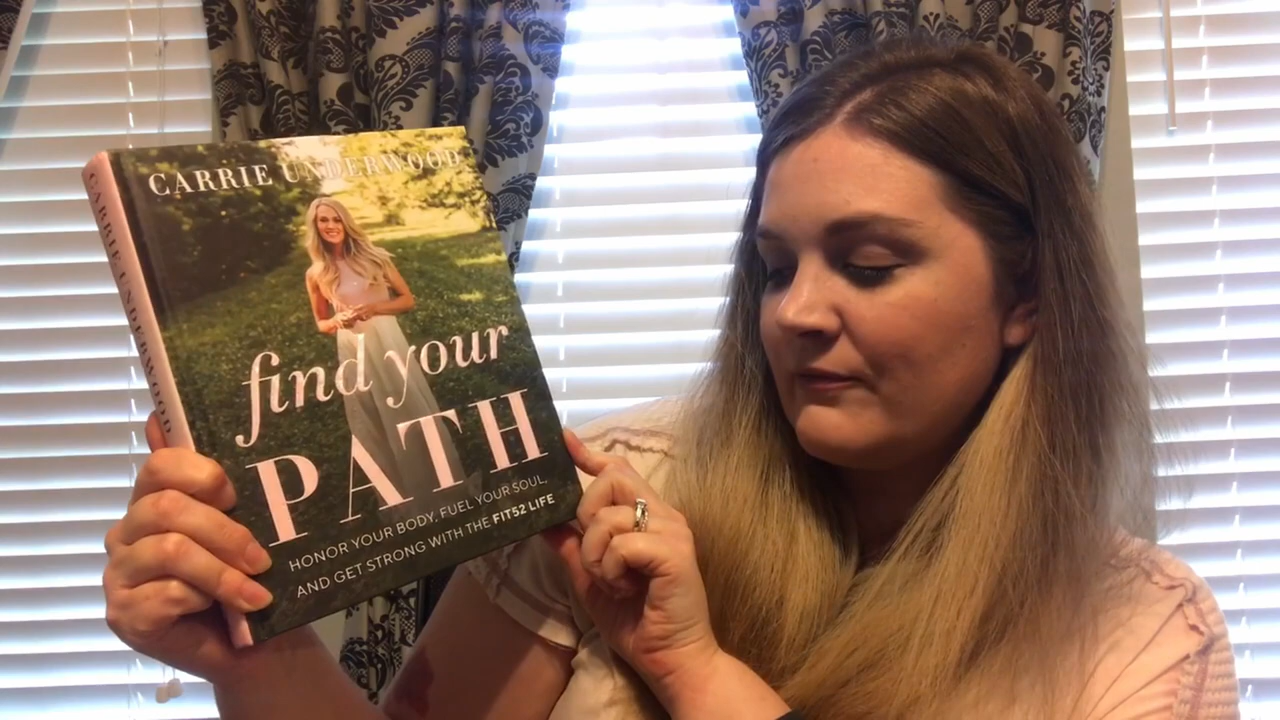 CARRIE UNDERWOOD
CARRIE UNDERWOOD
find your
PATH
HONOR YOUR BODY, FUEL YOUR SOUL,
AND GET STRONG WITH THE FIT52 LIFE